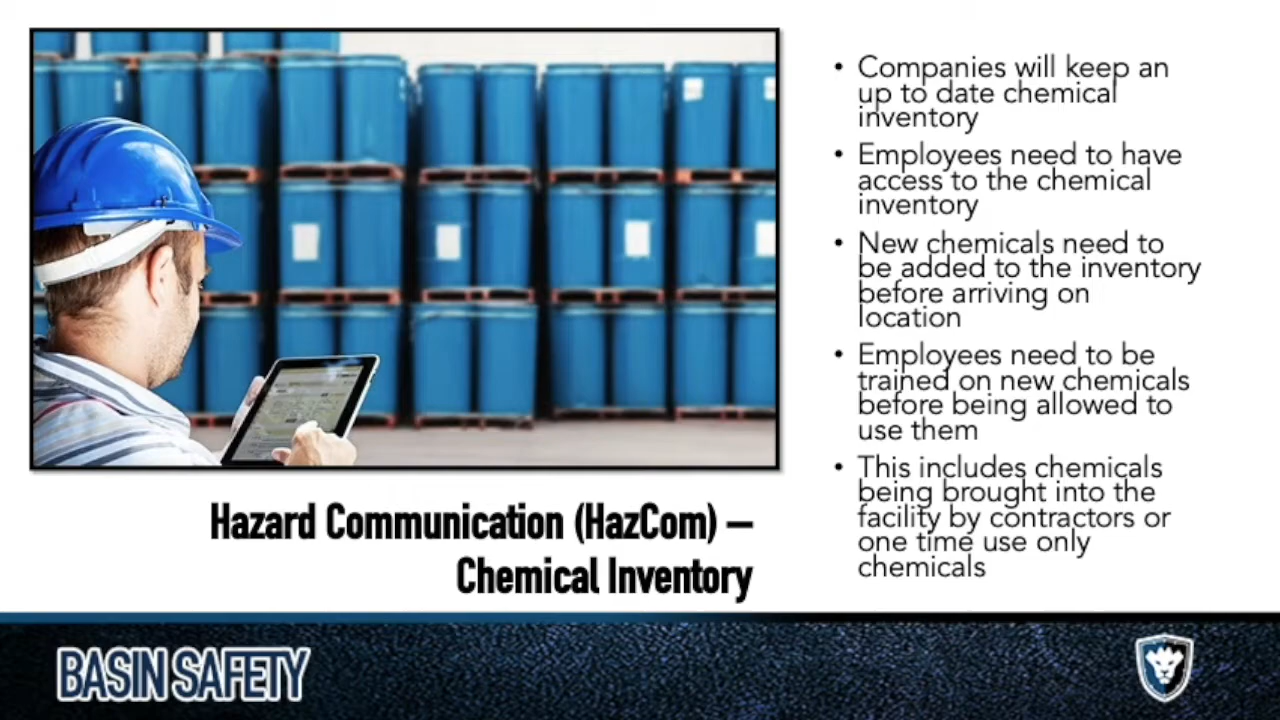 • Companies will keep an
up to date chemical
inventory
• Employees need to have
access to the chemical
inventory
• New chemicals need to
be added to the inventory
before arriving on
location
• Employees need to be
trained on new chemicals
before being allowed to
use them
• This includes chemicals
being brought into the
facility by contractors or
one time use only
chemicals
Hazard Communication (HazCom) –
Chemical Inventory
BASIN SAFETY